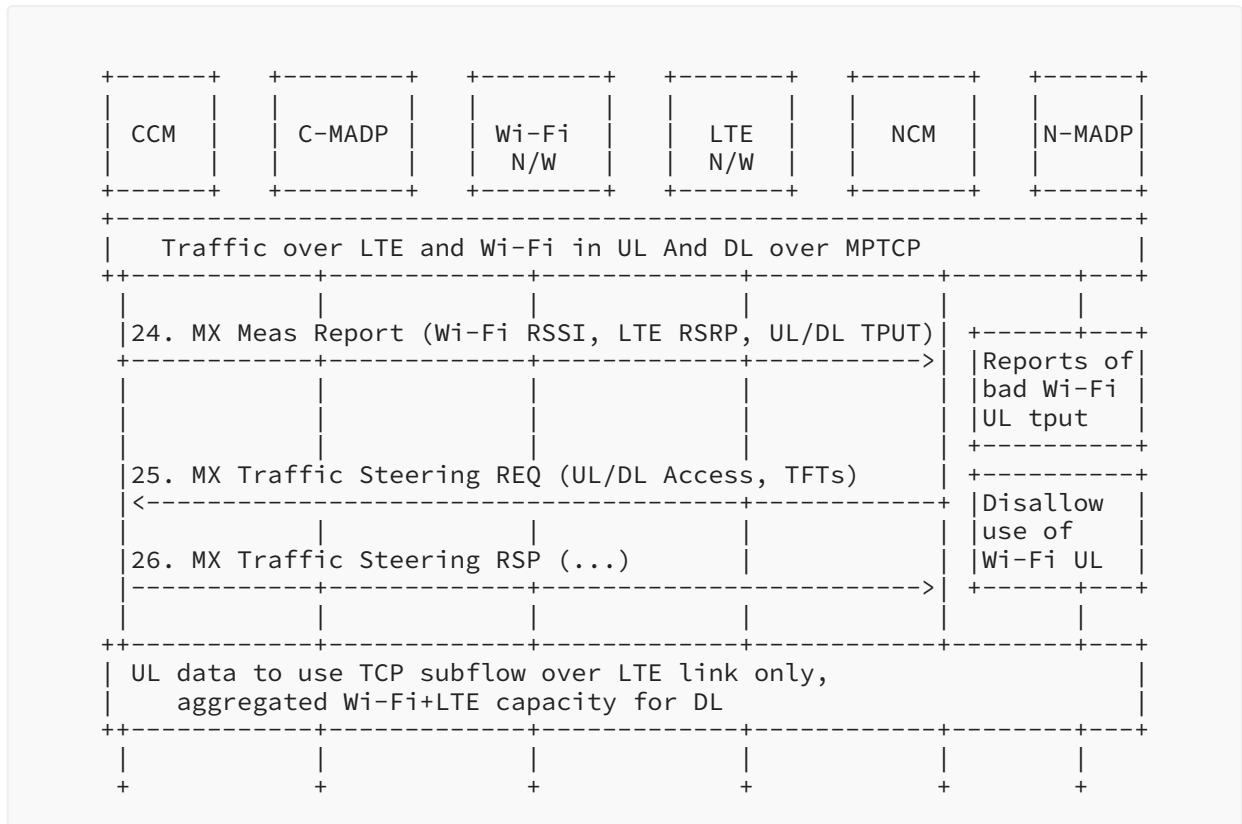 CCM C-MADP Wi-Fi LTE NCM N-MADP
N/W N/W
Traffic over LTE and Wi-Fi in UL And DL over MPTCP
24. MX Meas Report (Wi-Fi RSSI, LTE RSRP, UL/DL TPUT)
Reports of
bad Wi-Fi
UL tput
25. MX Traffic Steering REQ (UL/DL Access, TFTs)
Disallow
use of
26. MX Traffic Steering RSP (...) Wi-Fi UL
UL data to use TCP subflow over LTE link only,
aggregated Wi-Fi+LTE capacity for DL